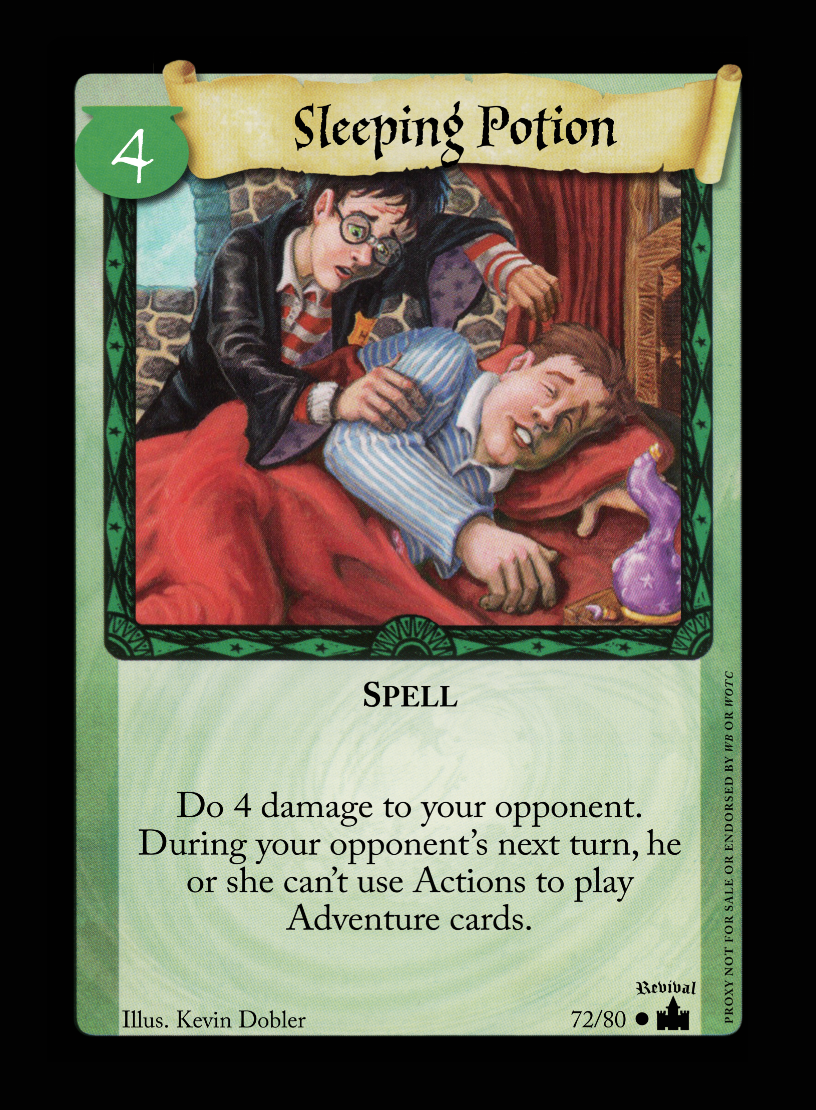 4
Sleeping Potion
SPELL
Do 4 damage to your opponent.
During your opponent's next turn, he
or she can't use Actions to play
Adventure cards.
Illus. Kevin Dobler
72/80
Revival
PROXY NOT FOR SALE OR ENDORSED BY WB OR WOTC